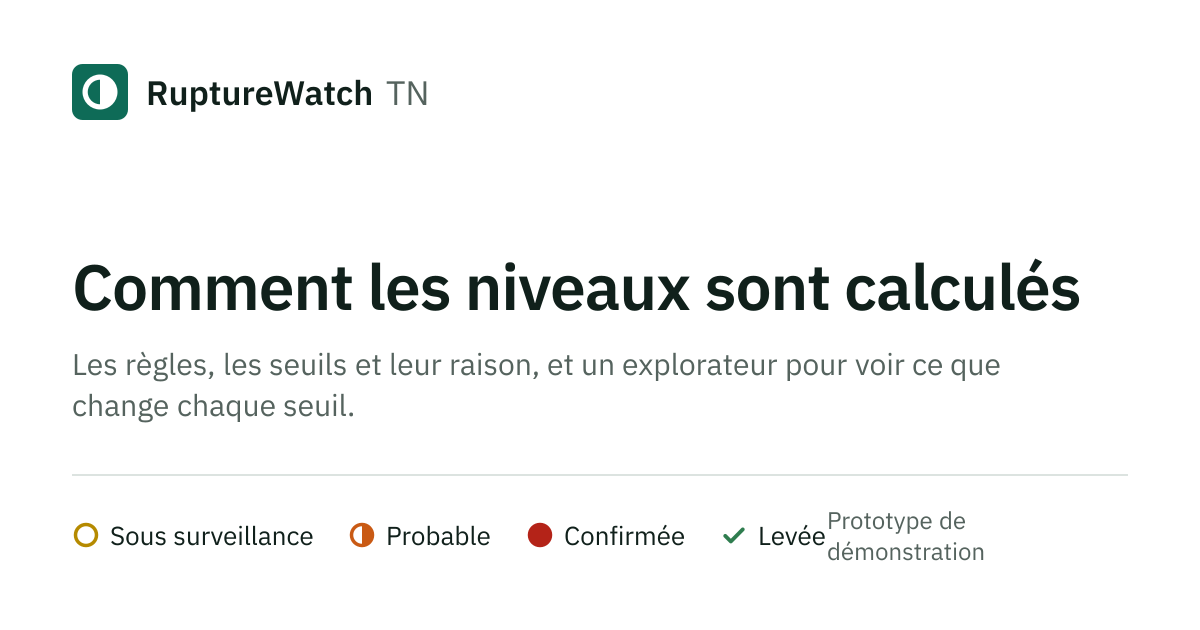 RuptureWatch TN
Comment les niveaux sont calculés
Les règles, les seuils et leur raison, et un explorateur pour voir ce que
change chaque seuil.
Sous surveillance
Probable
Confirmée
Levée
Prototype de
démonstration